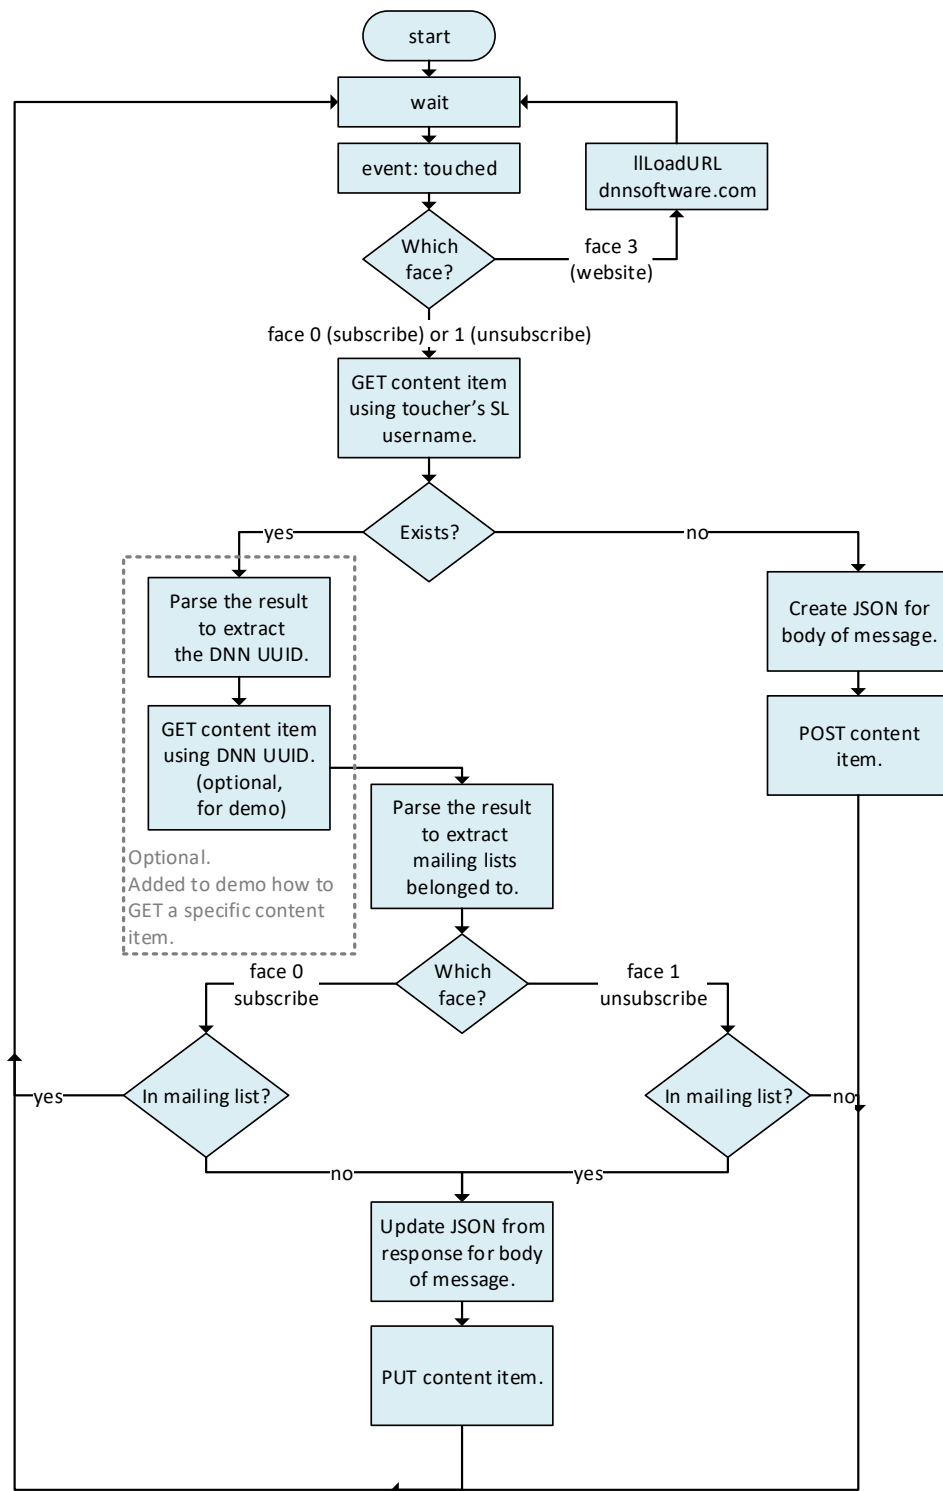 start
wait
event: touched
llLoadURL
dnnsoftware.com
Which
face?
face 3
(website)
face 0 (subscribe) or 1 (unsubscribe)
GET content item
using toucher’s SL
username.
Exists?
yes
no
Parse the result
to extract
the DNN UUID.
Create JSON for
body of message.
GET content item
using DNN UUID.
(optional,
for demo)
POST content
item.
Parse the result
to extract
mailing lists
belonged to.
Optional.
Added to demo how to
GET a specific content
item.
Which
face?
face 0
subscribe
face 1
unsubscribe
In mailing list?
yes
In mailing list?
no
no
yes
Update JSON from
response for body
of message.
PUT content item.